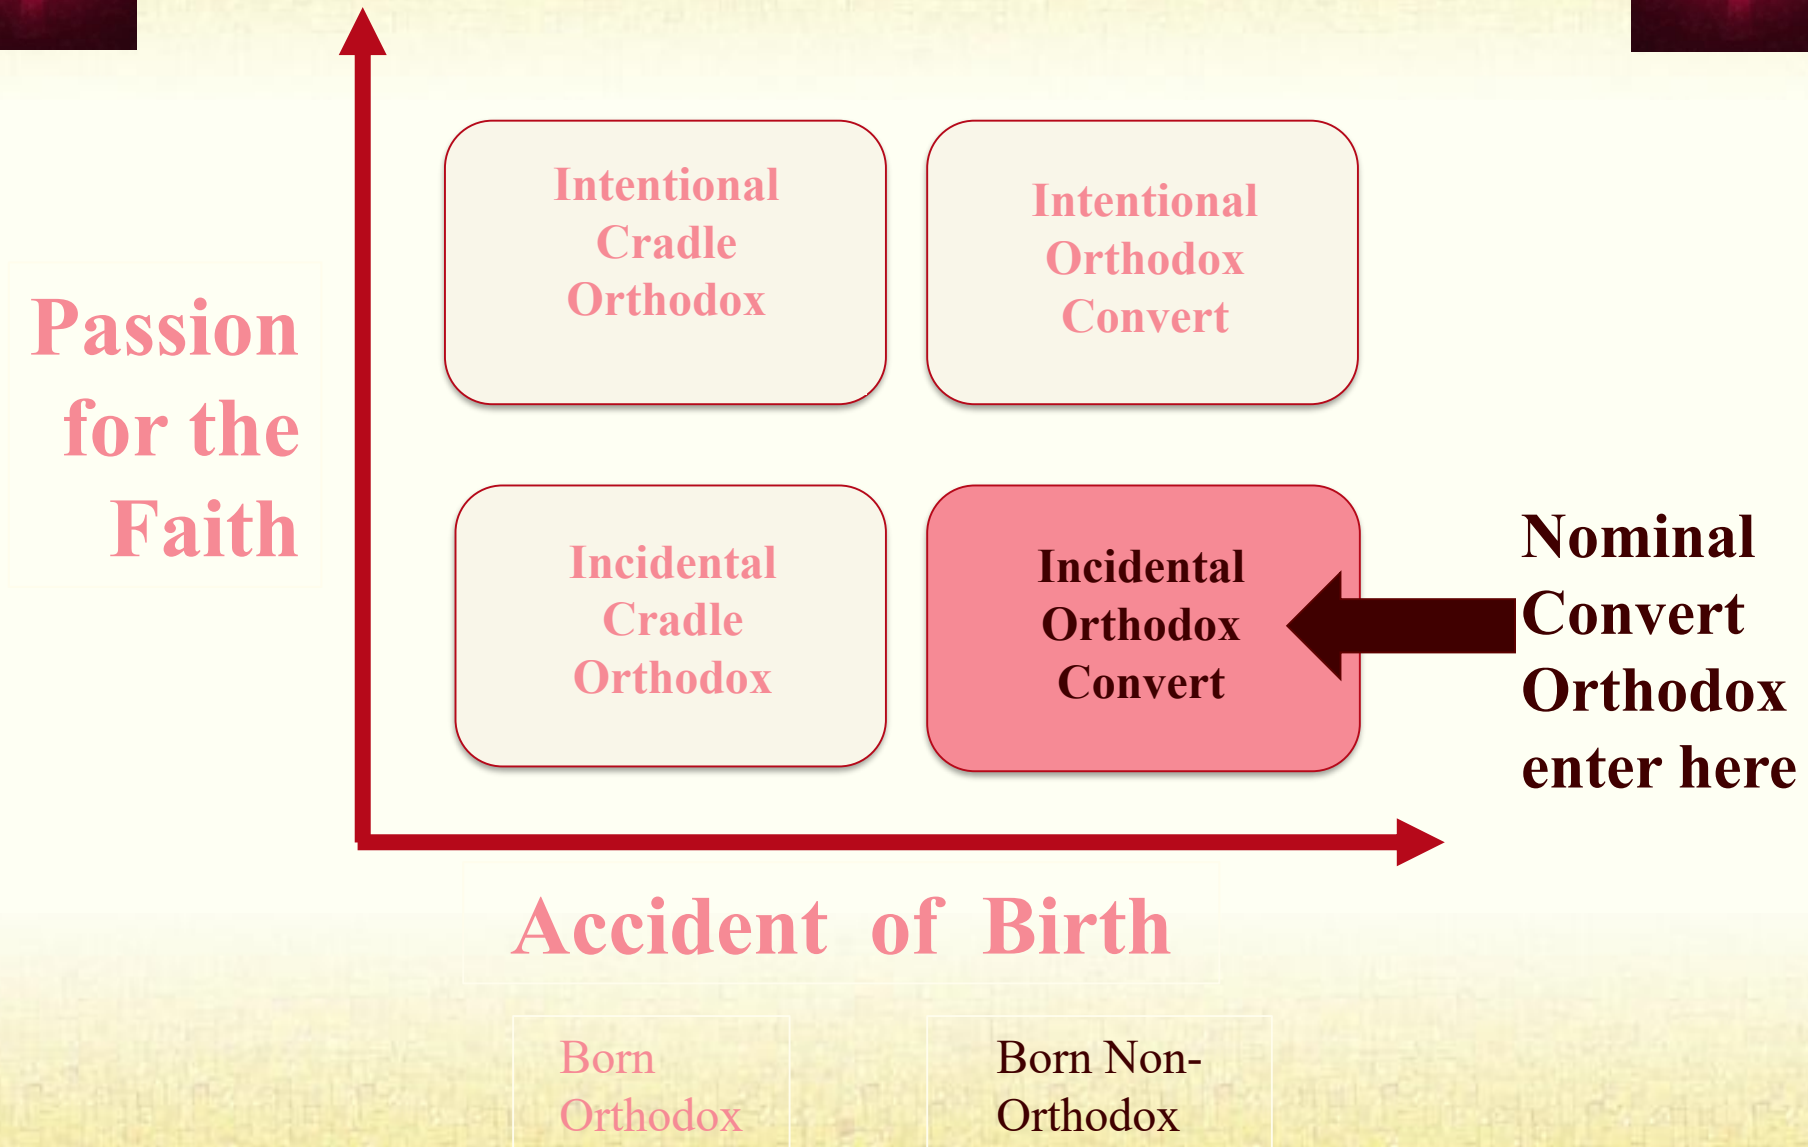 Intentional
Cradle
Orthodox
Intentional
Orthodox
Convert
Passion
for the
Faith
Incidental
Cradle
Orthodox
Incidental
Orthodox
Convert
Nominal
Convert
Orthodox
enter here
Accident of Birth
Born
Orthodox
Born Non-
Orthodox